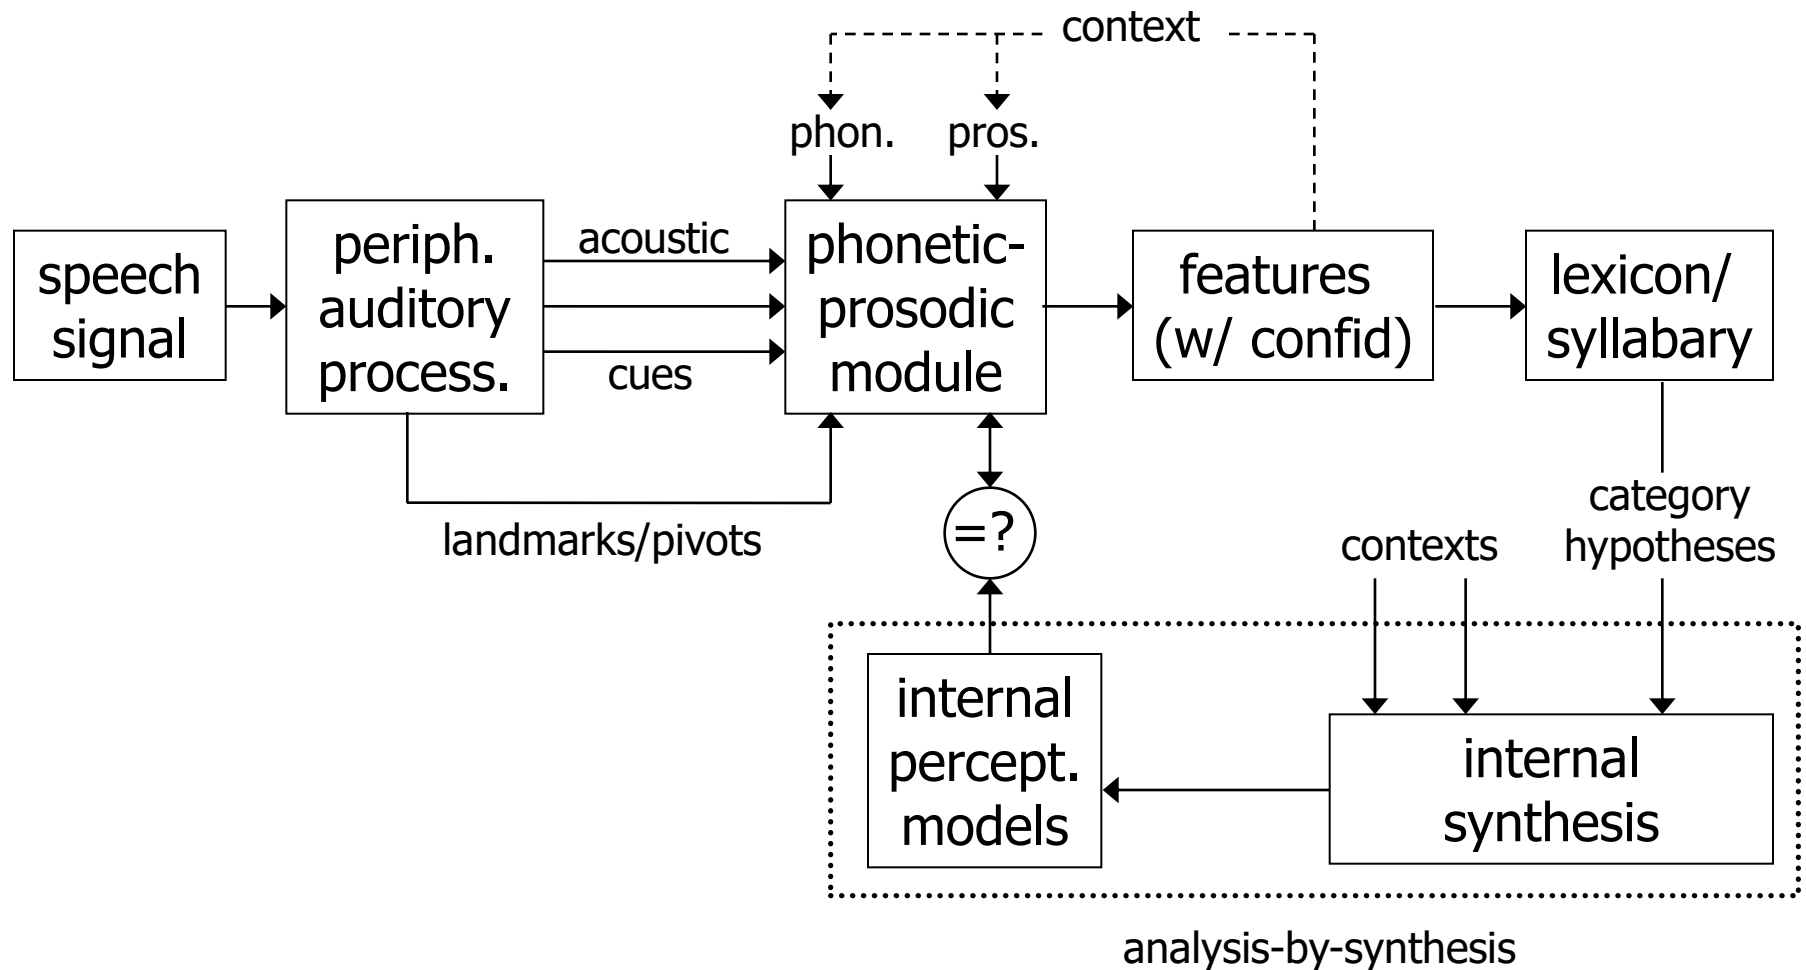 context
phon.
pros.
speech
signal
periph.
auditory
process.
acoustic
cues
phonetic-
prosodic
module
features
(w/ confid)
lexicon/
syllabary
landmarks/pivots
=?
contexts
category
hypotheses
internal
percept.
models
internal
synthesis
analysis-by-synthesis